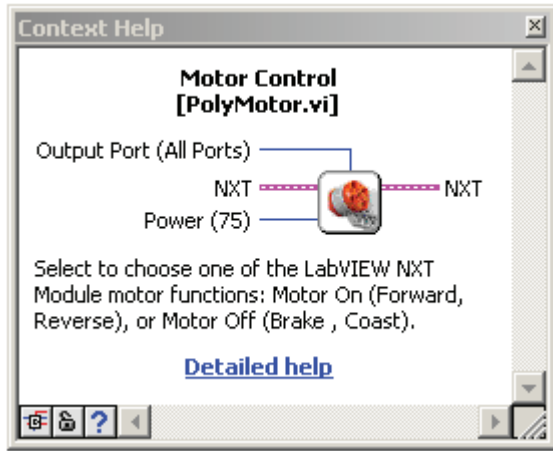 Context Help
Motor Control
[PolyMotor.vi]
Output Port (All Ports)
NXT
NXT
Power (75)
Select to choose one of the LabVIEW NXT
Module motor functions: Motor On (Forward,
Reverse), or Motor Off (Brake , Coast).
Detailed help
?